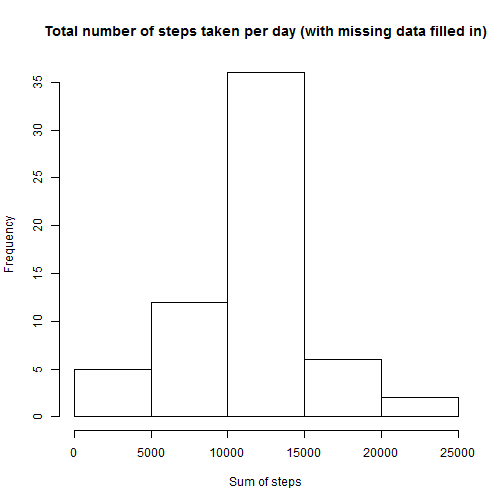 Total number of steps taken per day (with missing data filled in)
35
30
25
20
15
10
5
0
Frequency
0 5000 10000 15000 20000 25000
Sum of steps